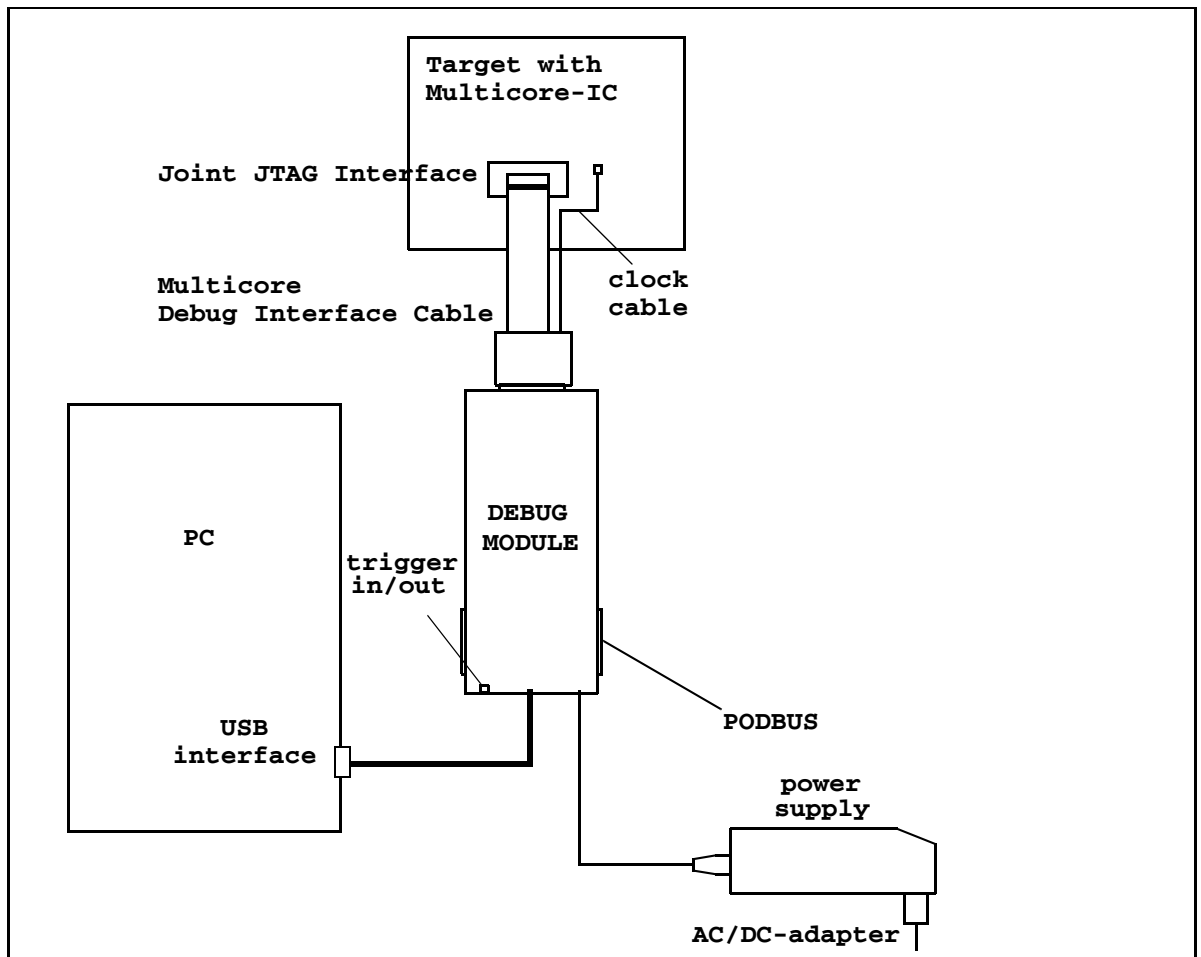 Target with
Multicore-IC
Joint JTAG Interface
clock
cable
Multicore
Debug Interface Cable
PC
DEBUG
MODULE
trigger
in/out
USB
interface
PODBUS
power
supply
AC/DC-adapter